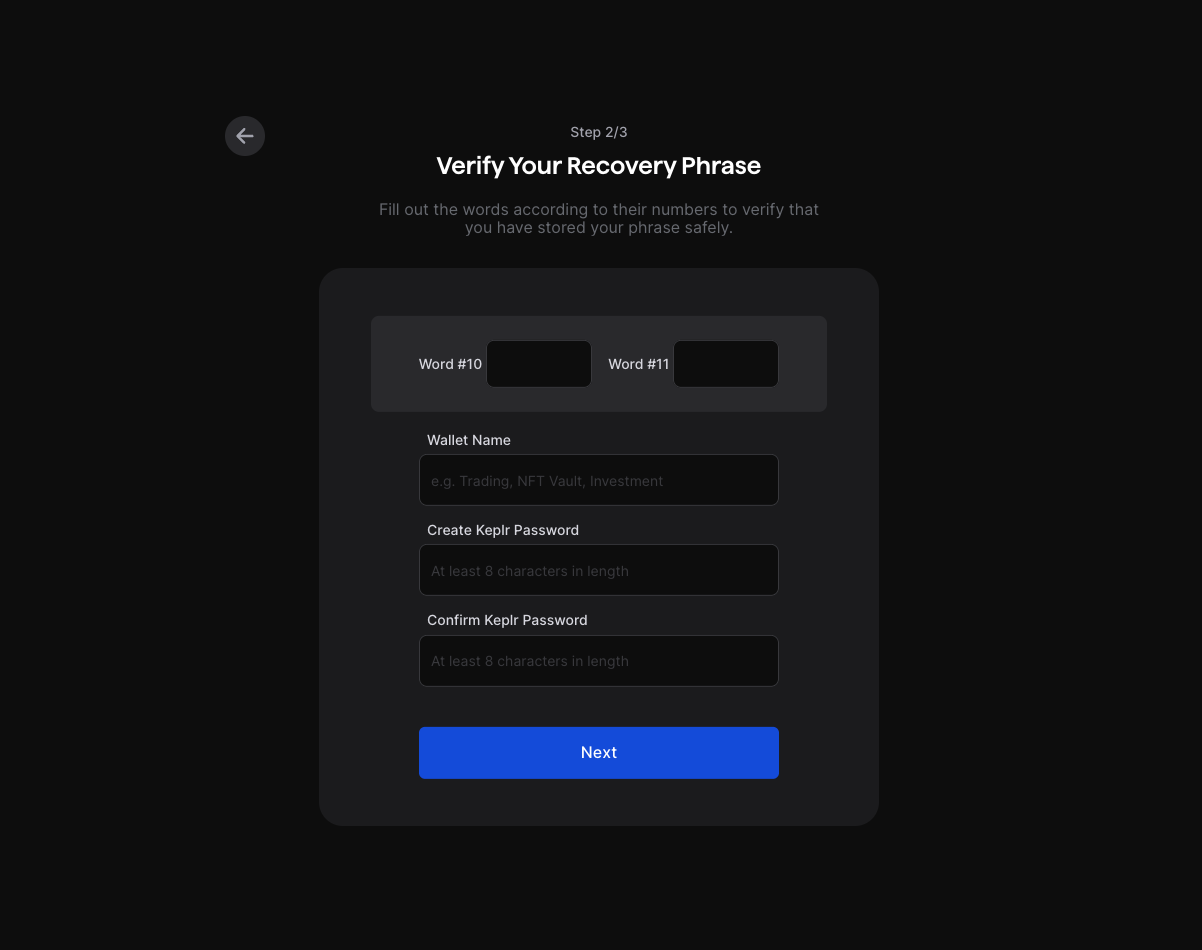 Step 2/3
Verify Your Recovery Phrase
Fill out the words according to their numbers to verify that
you have stored your phrase safely.
Word #10 Word #11
Wallet Name
e.g. Trading, NFT Vault, Investment
Create Keplr Password
At least 8 characters in length
Confirm Keplr Password
At least 8 characters in length
Next